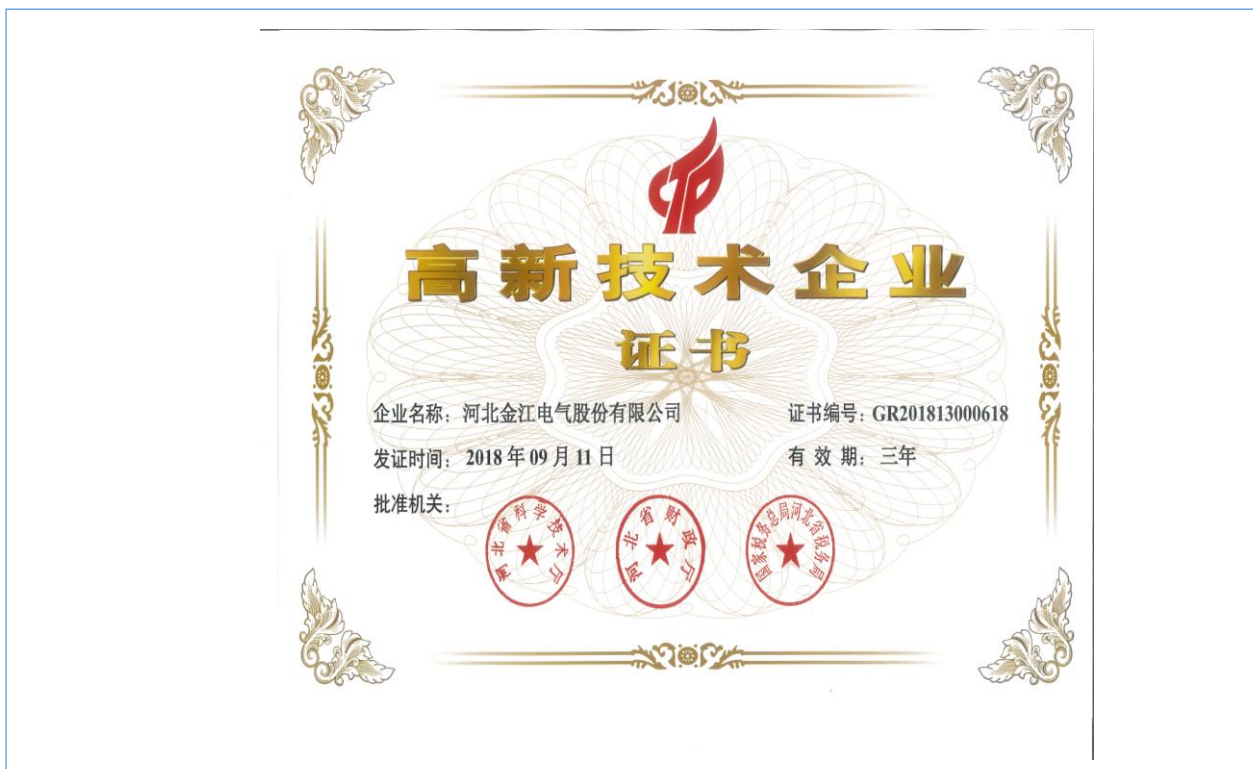 高新技术企业
证书
企业名称：河北金江电气股份有限公司
证书编号：GR201813000618
发证时间：2018年09月11日
有效期：三年
批准机关：
河北省科学技术厅
河北省财政厅
国家税务总局河北省税务局